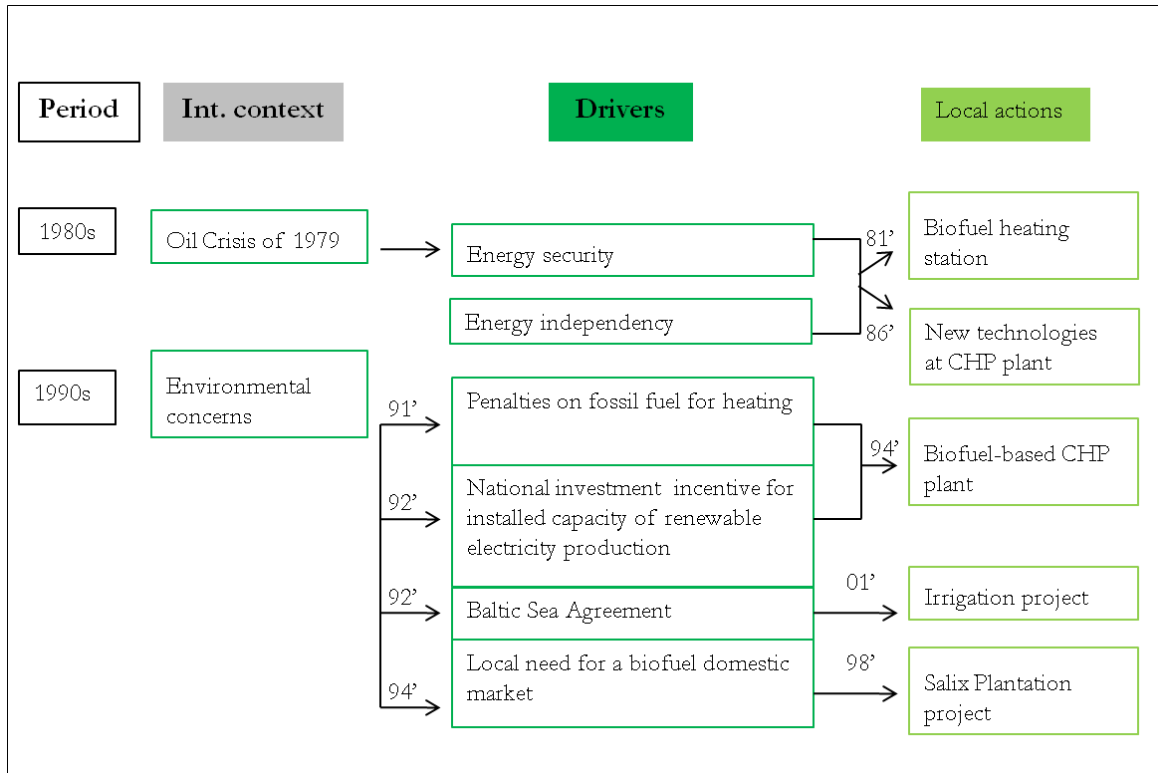 Period
Int. context
Drivers
Local actions
1980s
Oil Crisis of 1979
Energy security
Energy independency
81’
86’
Biofuel heating
station
New technologies
at CHP plant
1990s
Environmental
concerns
91’
92’
92’
94’
Penalties on fossil fuel for heating
National investment incentive for
installed capacity of renewable
electricity production
Baltic Sea Agreement
Local need for a biofuel domestic
market
94’
01’
98’
Biofuel-based CHP
plant
Irrigation project
Salix Plantation
project